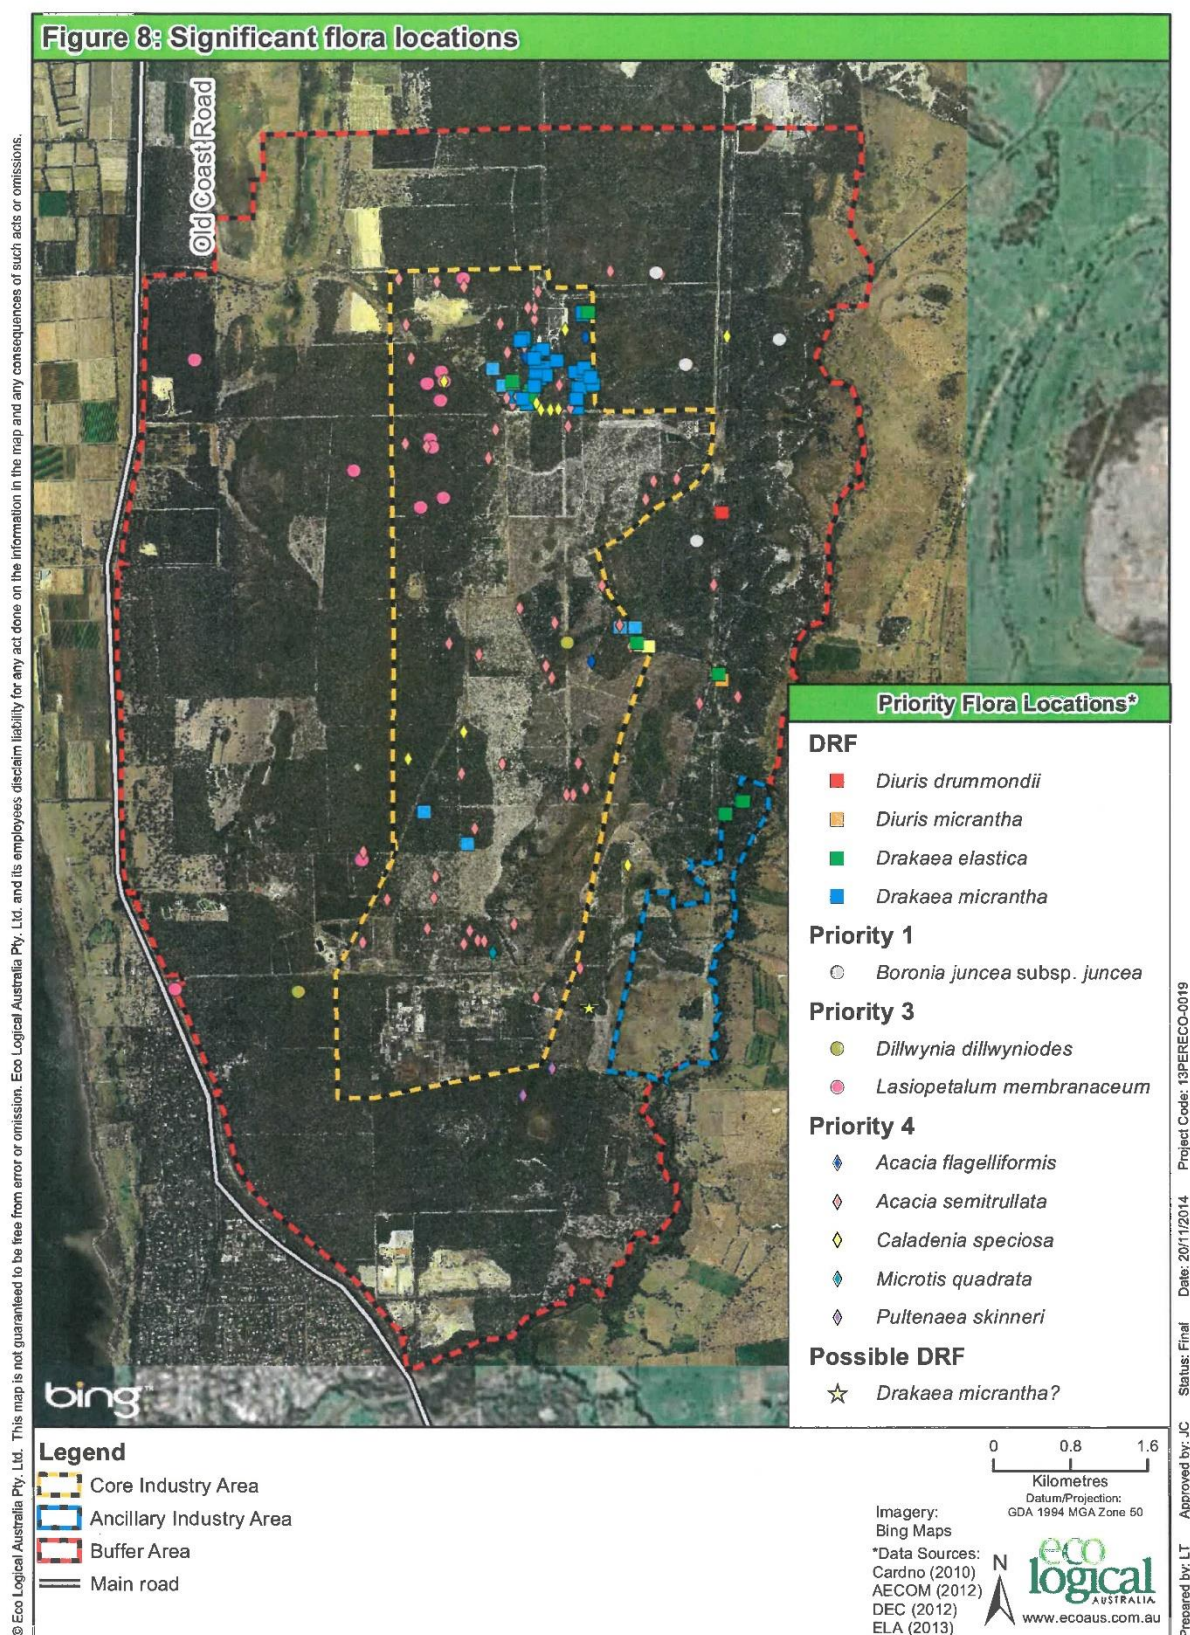 Figure 8: Significant flora locations
Old Coast Road
© Eco Logical Australia Pty. Ltd. This map is not guaranteed to be free from error or omission. Eco Logical Australia Pty. Ltd. and its employees disclaim liability for any act done on the information in the map and any consequences of such acts or omissions.
Priority Flora Locations*
DRF
Diuris drummondii
Diuris micrantha
Drakaea elastica
Drakaea micrantha
Priority 1
Boronia juncea subsp. juncea
Priority 3
Dillwynia dillwyniodes
Lasiopetalum membranaceum
Priority 4
Acacia flagelliformis
Acacia semitrullata
Caladenia speciosa
Microtis quadrata
Pultenaea skinneri
Possible DRF
Drakaea micrantha?
bing™
Legend
Core Industry Area
Ancillary Industry Area
Buffer Area
Main road
0 0.8 1.6
Kilometres
Datum/Projection:
GDA 1994 MGA Zone 50
Imagery:
Bing Maps
*Data Sources:
Cardno (2010)
AECOM (2012)
DEC (2012)
ELA (2013)
N
eco
logical
AUSTRALIA
www.ecoaus.com.au
Prepared by: LT Approved by: JC Status: Final Date: 20/11/2014 Project Code: 13PERECO-0019